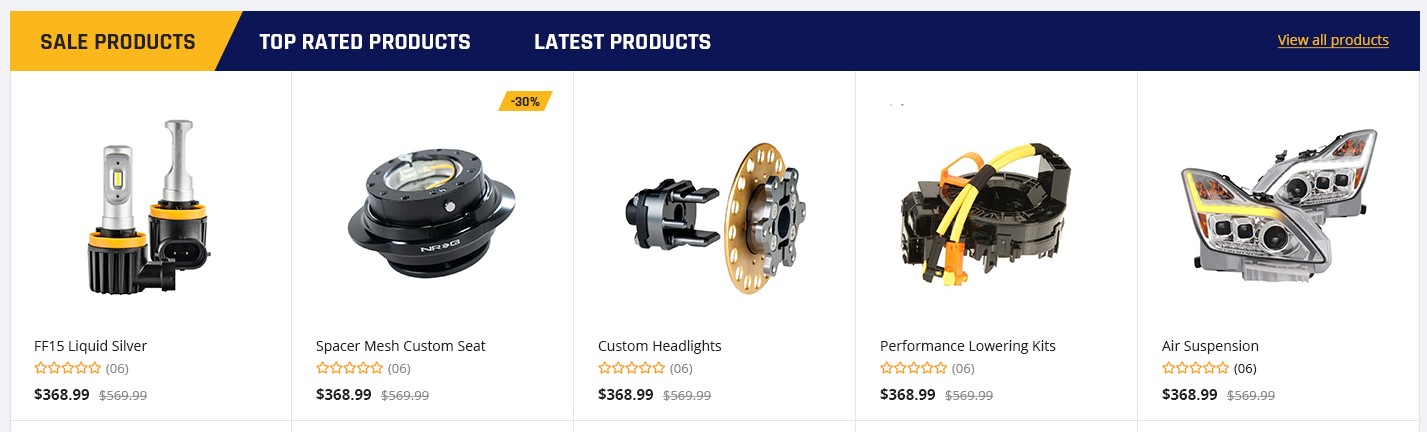 SALE PRODUCTS
TOP RATED PRODUCTS
LATEST PRODUCTS
View all products
-30%
NRG
FF15 Liquid Silver
(06)
$368.99 $569.99
Spacer Mesh Custom Seat
(06)
$368.99 $569.99
Custom Headlights
(06)
$368.99 $569.99
Performance Lowering Kits
(06)
$368.99 $569.99
Air Suspension
(06)
$368.99 $569.99